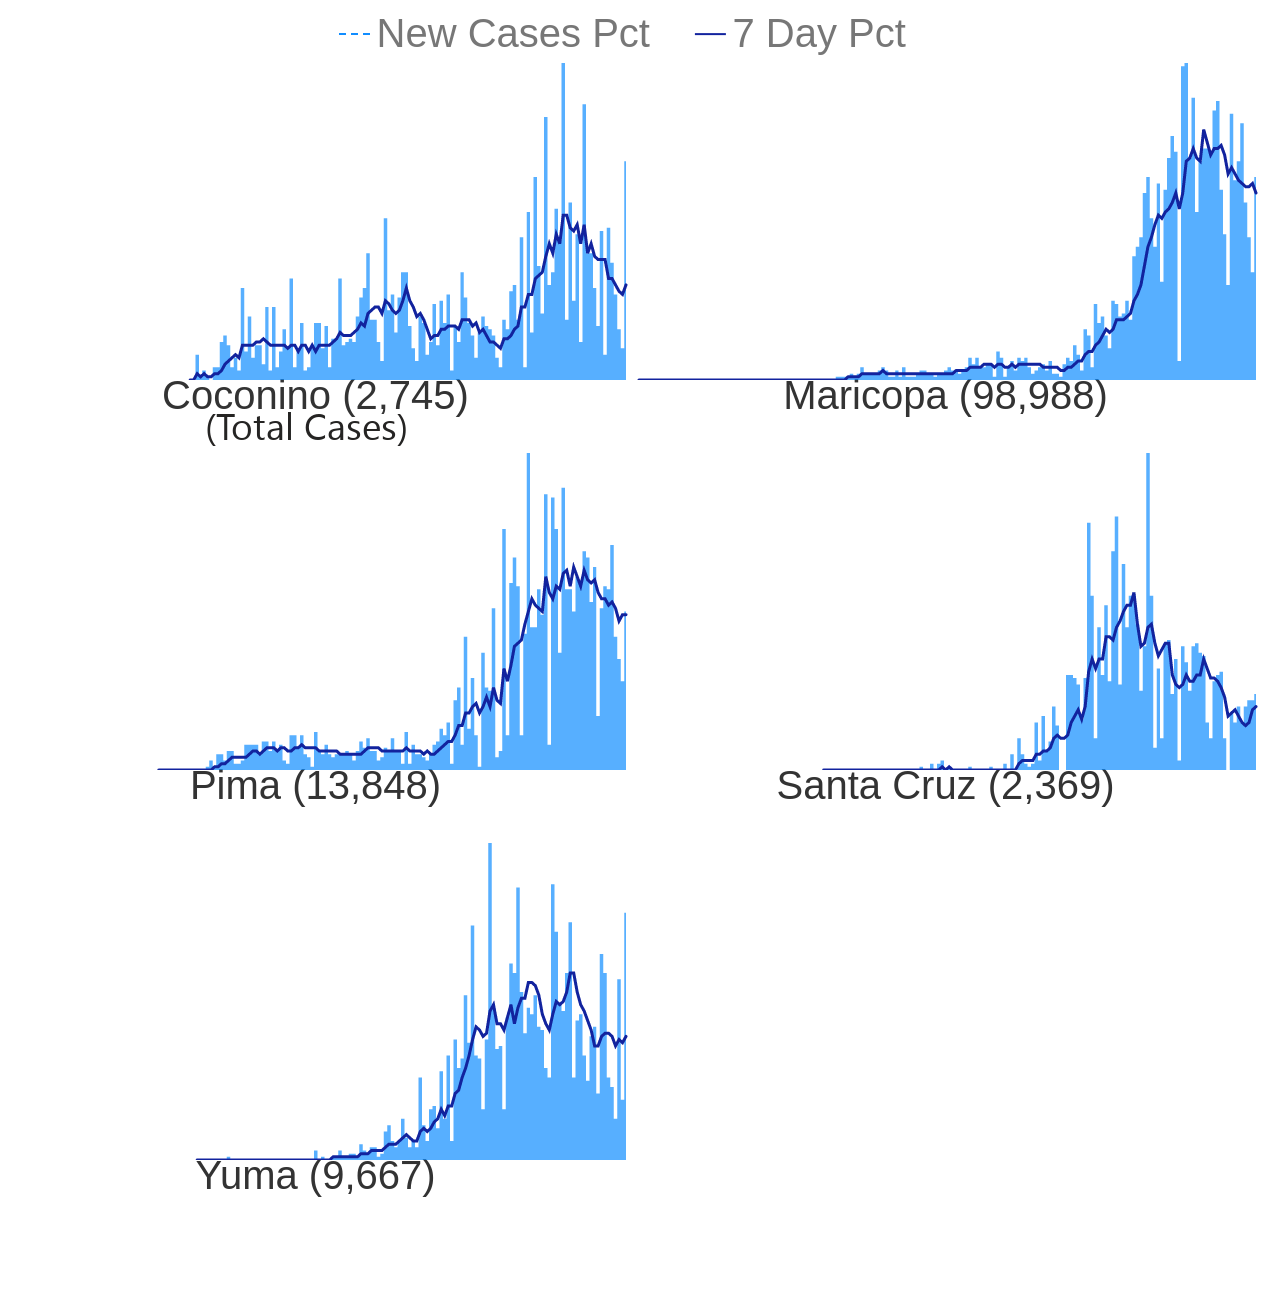 New Cases Pct 7 Day Pct
Coconino (2,745) Maricopa (98,988)
(Total Cases)
Pima (13,848) Santa Cruz (2,369)
Yuma (9,667)